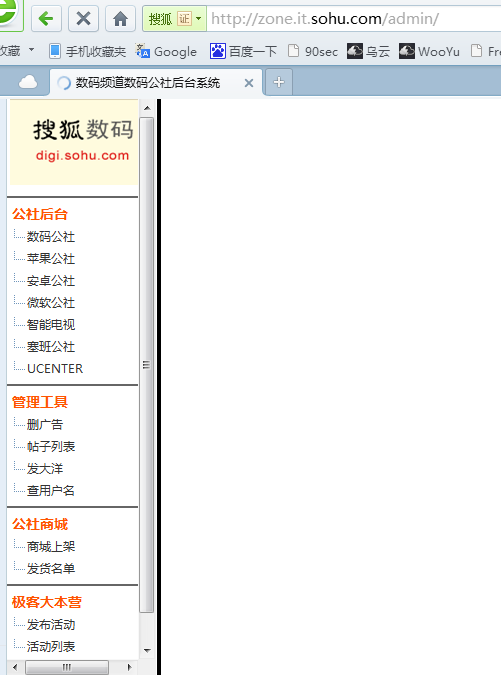 搜狐 证 http://zone.it.sohu.com/admin/
收藏 手机收藏夹 Google 百度一下 90sec 乌云 WooYu Fr
数码频道数码公社后台系统
搜狐数码
digi.sohu.com
公社后台
数码公社
苹果公社
安卓公社
微软公社
智能电视
塞班公社
UCENTER
管理工具
删广告
帖子列表
发大洋
查用户名
公社商城
商城上架
发货名单
极客大本营
发布活动
活动列表